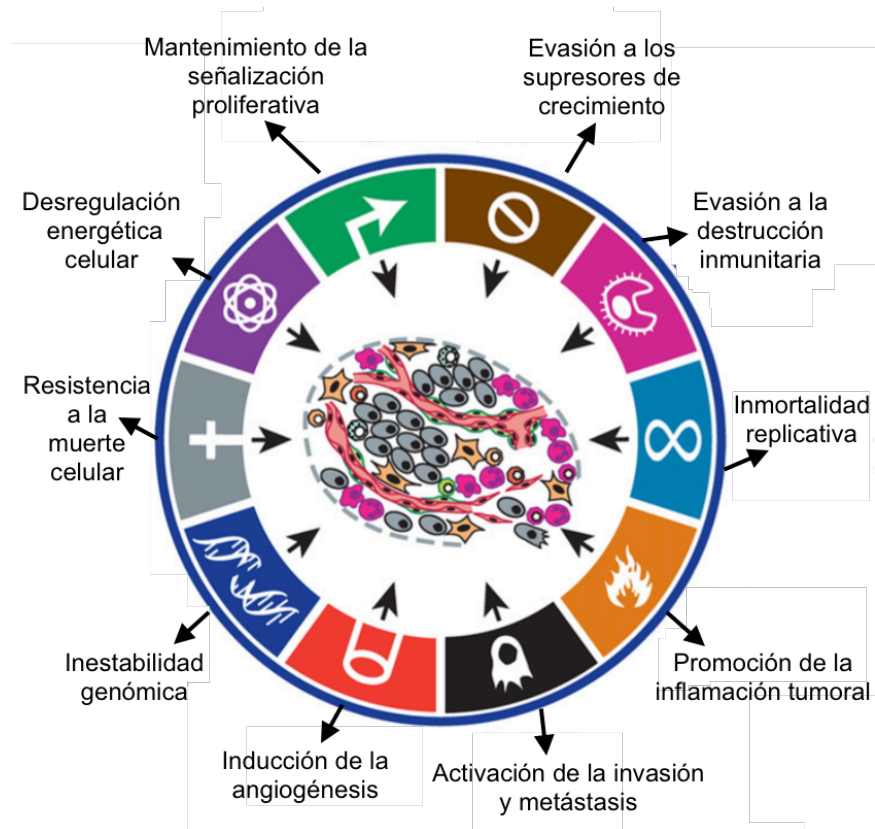 Mantenimiento de la
señalización
proliferativa
Evasión a los
supresores de
crecimiento
Desregulación
energética
celular
Evasión a la
destrucción
inmunitaria
Resistencia
a la
muerte
celular
Inmortalidad
replicativa
Inestabilidad
genómica
Promoción de la
inflamación tumoral
Inducción de la
angiogénesis
Activación de la invasión
y metástasis